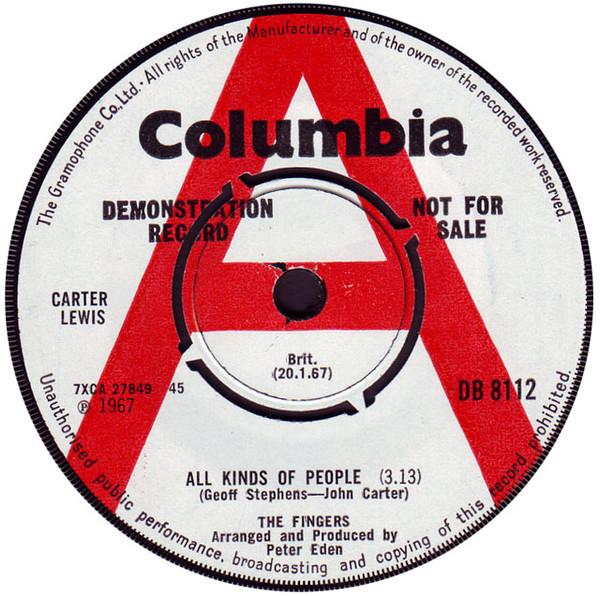 The Gramophone Co., Ltd. · All rights of the Manufacturer and of the owner of the recorded work reserved.
Columbia
DEMONSTRATION
RECORD
NOT FOR
SALE
CARTER
LEWIS
Brit.
(20.1.67)
7XCA 27849 45
℗ 1967
DB 8112
ALL KINDS OF PEOPLE (3.13)
(Geoff Stephens—John Carter)
THE FINGERS
Arranged and Produced by
Peter Eden
Unauthorised public performance, broadcasting and copying of this record prohibited.
A